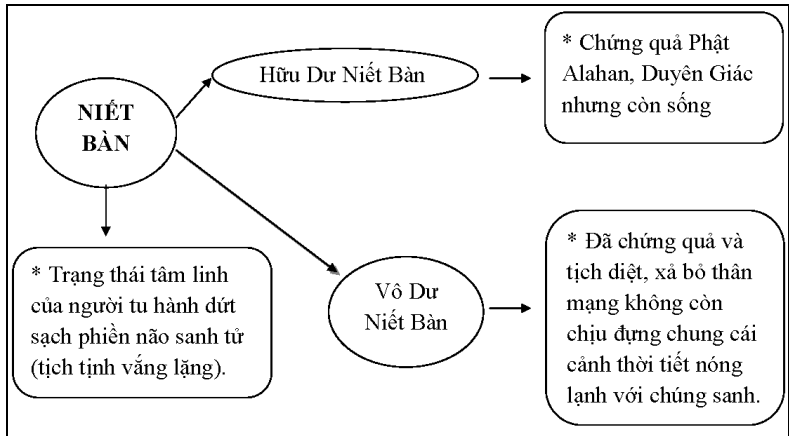 NIẾT
BÀN
Hữu Dư Niết Bàn
* Chứng quả Phật
Alahan, Duyên Giác
nhưng còn sống
* Trạng thái tâm linh
của người tu hành dứt
sạch phiền não sanh tử
(tịch tịnh vắng lặng).
Vô Dư
Niết Bàn
* Đã chứng quả và
tịch diệt, xả bỏ thân
mạng không còn
chịu đựng chung cái
cảnh thời tiết nóng
lạnh với chúng sanh.